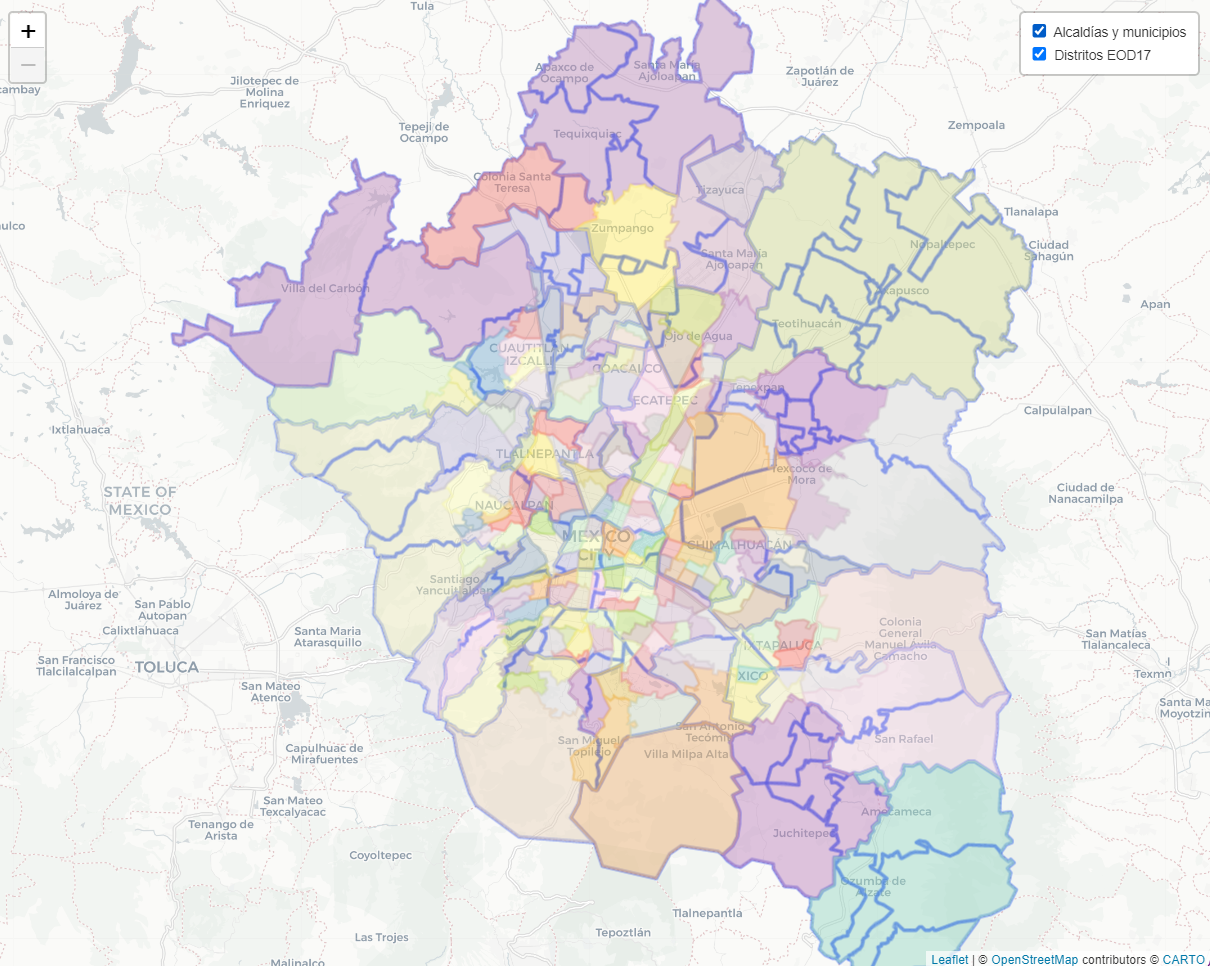 Tula
+
−
Alcaldías y municipios
Distritos EOD17
Apaxco de
Ocampo
Santa María
Ajoloapan
Zapotlán de
Juárez
cambay
Jilotepec de
Molina
Enriquez
Tepeji de
Ocampo
Tequixquiac
Zempoala
Colonia Santa
Teresa
Tizayuca
ulco
Zumpango
Tlanalapa
Nopaltepec
Ciudad
Sahagún
Santa María
Ajoloapan
Villa del Carbón
Axapusco
Apan
Teotihuacán
Ojo de Agua
CUAUTITLÁN
IZCALLI
COACALCO
Tepexpan
ECATEPEC
Calpulalpan
Ixtlahuaca
TLALNEPANTLA
Texcoco de
Mora
STATE OF
MEXICO
Ciudad de
Nanacamilpa
NAUCALPAN
MEXICO
CITY
CHIMALHUACÁN
Santiago
Yancuitlalpan
Almoloya de
Juárez
San Pablo
Autopan
Calixtlahuaca
Santa Maria
Atarasquillo
Colonia
General
Manuel Ávila
Camacho
San Matías
Tlalancaleca
IXTAPALUCA
San Francisco
Tlalcilalcalpan
TOLUCA
XICO
Texmn
San Mateo
Atenco
Santa Ma
Moyotzin
San Antonio
Tecómitl
San Miguel
Topilejo
San Rafael
Villa Milpa Alta
Capulhuac de
Mirafuentes
San Mateo
Texcalyacac
Amecameca
Tenango de
Arista
Juchitepec
Coyoltepec
Ozumba de
Alzate
Tlalnepantla
Tepoztlán
Las Trojes
Malinalco
Leaflet | © OpenStreetMap contributors © CARTO